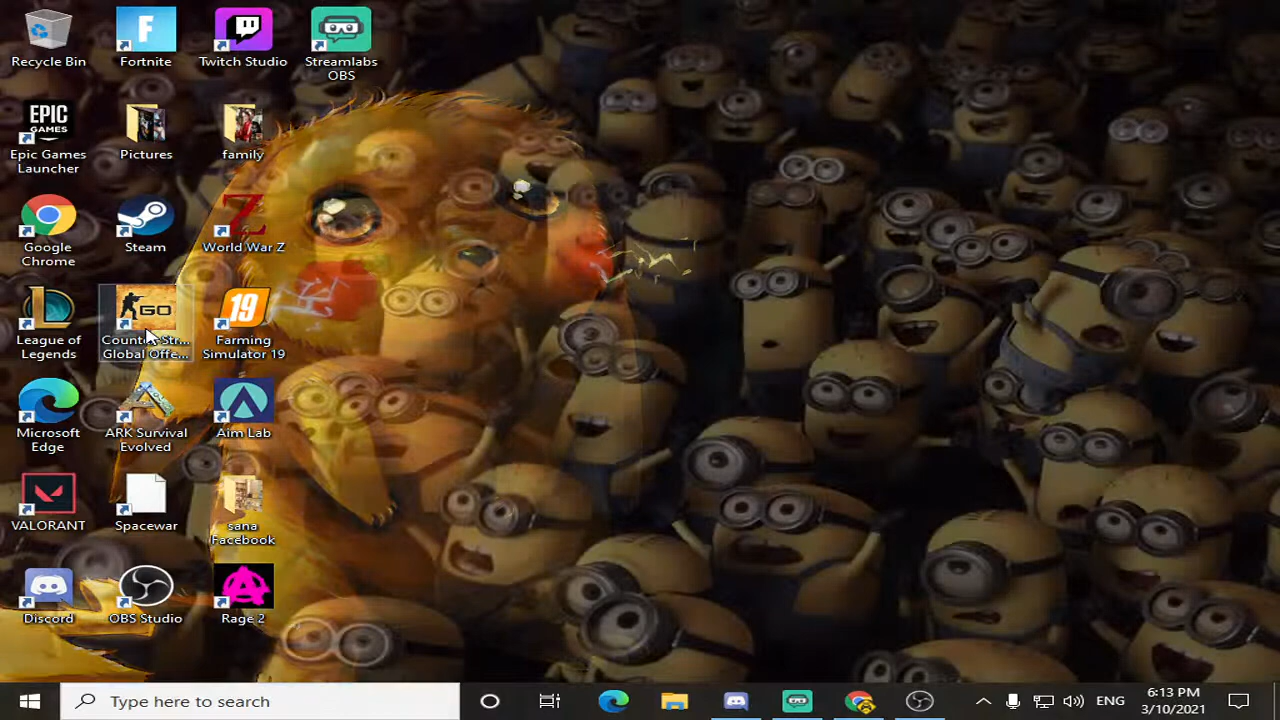 Recycle Bin
Fortnite
Twitch Studio
Streamlabs
OBS
EPIC
GAMES
Epic Games
Launcher
Pictures
family
Google
Chrome
Steam
Z
World War Z
League of
Legends
GO
Counter-Str...
Global Offe...
19
Farming
Simulator 19
Microsoft
Edge
ARK Survival
Evolved
Aim Lab
VALORANT
Spacewar
sana
Facebook
Discord
OBS Studio
Rage 2
Type here to search
ENG
6:13 PM
3/10/2021